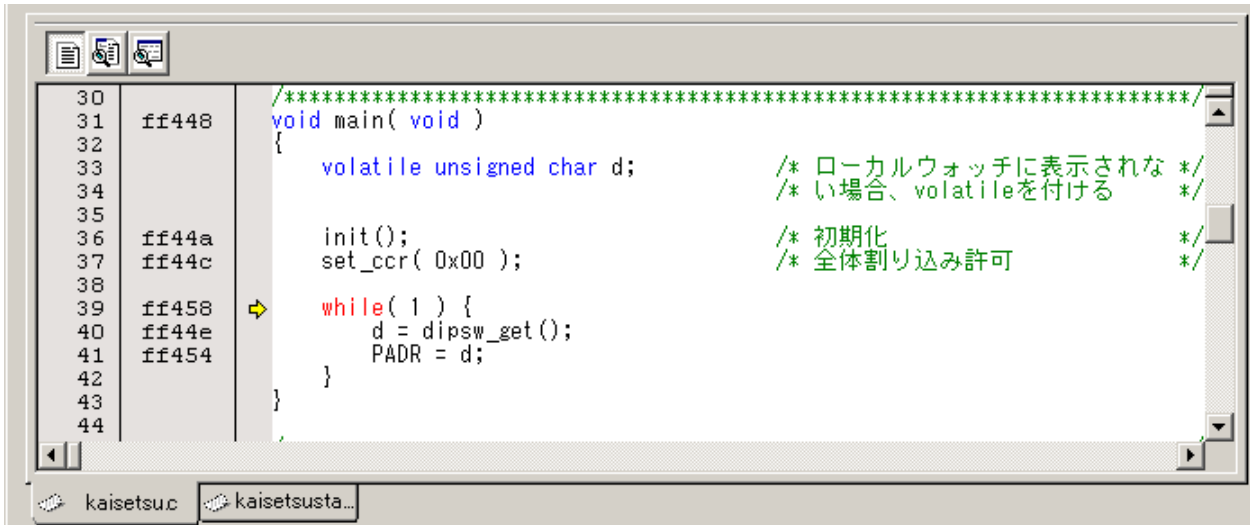 30 /***********************************************************************/
31 ff448 void main( void )
32 {
33 volatile unsigned char d; /* ローカルウォッチに表示されな */
34 /* い場合、volatileを付ける */
35
36 ff44a init(); /* 初期化 */
37 ff44c set_ccr( 0x00 ); /* 全体割り込み許可 */
38
39 ff458 while( 1 ) {
40 ff44e d = dipsw_get();
41 ff454 PADR = d;
42 }
43 }
44
kaisetsu.c kaisetsusta...